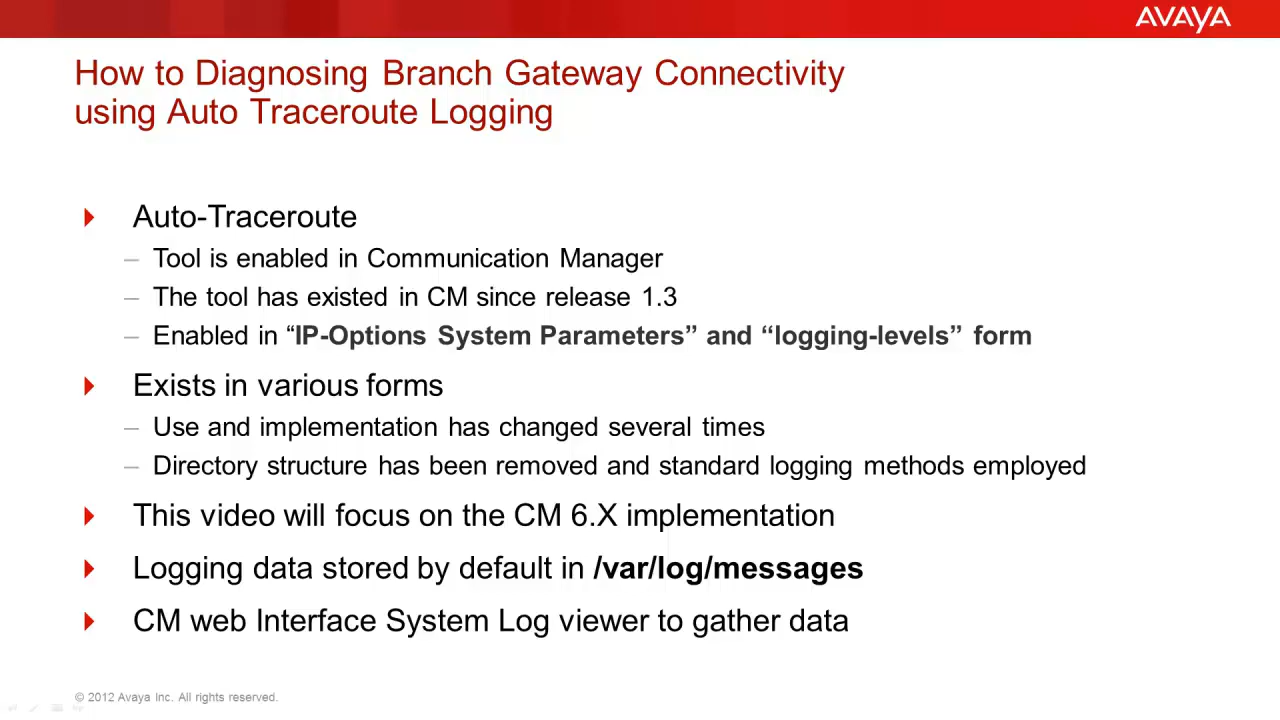 AVAYA
How to Diagnosing Branch Gateway Connectivity
using Auto Traceroute Logging
Auto-Traceroute
– Tool is enabled in Communication Manager
– The tool has existed in CM since release 1.3
– Enabled in “IP-Options System Parameters” and “logging-levels” form
Exists in various forms
– Use and implementation has changed several times
– Directory structure has been removed and standard logging methods employed
This video will focus on the CM 6.X implementation
Logging data stored by default in /var/log/messages
CM web Interface System Log viewer to gather data
© 2012 Avaya Inc. All rights reserved.